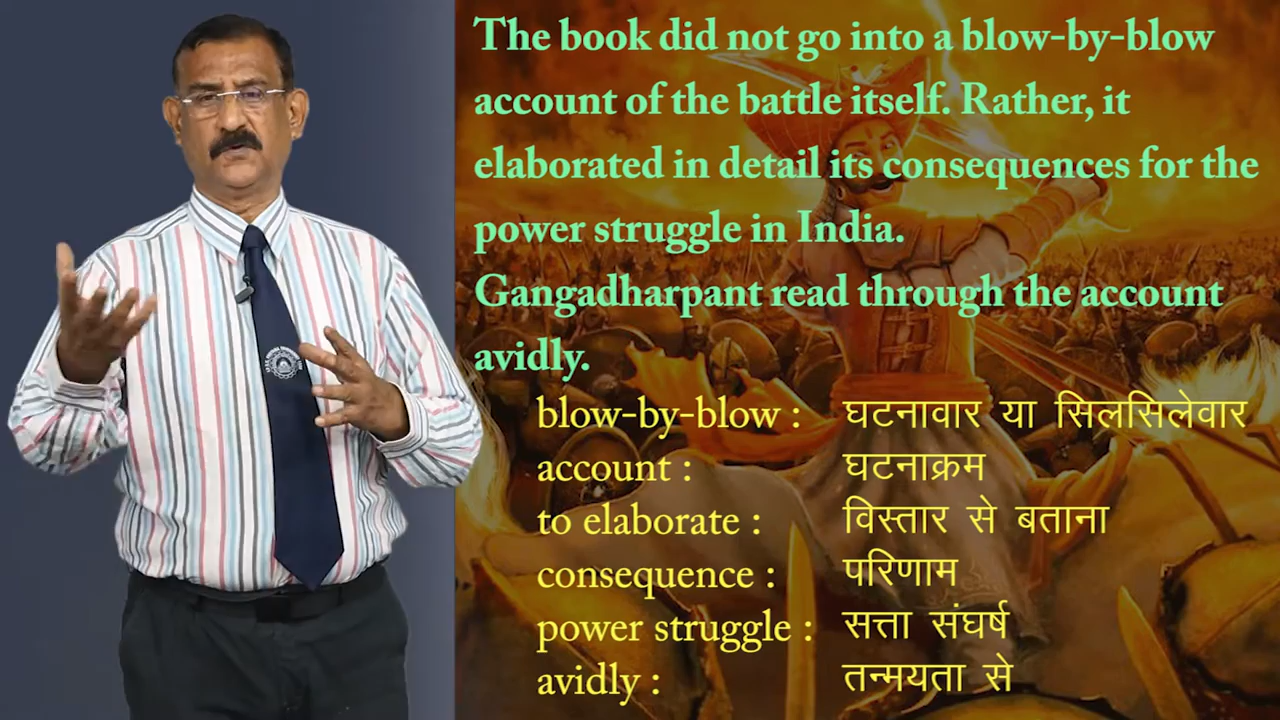 The book did not go into a blow-by-blow
account of the battle itself. Rather, it
elaborated in detail its consequences for the
power struggle in India.
Gangadharpant read through the account
avidly.
blow-by-blow : घटनावार या सिलसिलेवार
account : घटनाक्रम
to elaborate : विस्तार से बताना
consequence : परिणाम
power struggle : सत्ता संघर्ष
avidly : तन्मयता से